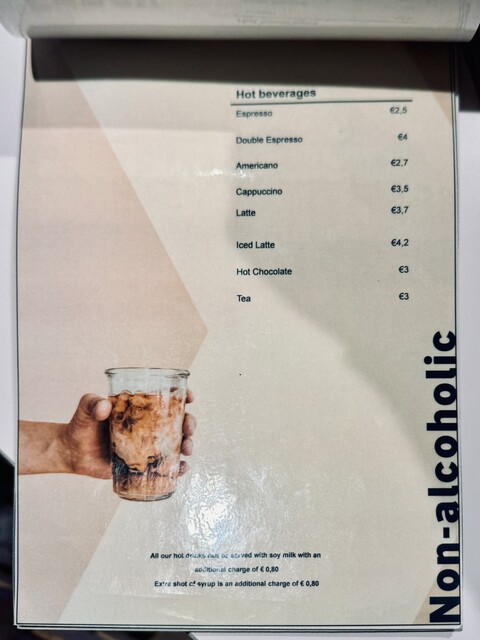 Hot beverages
Espresso €2,5
Double Espresso €4
Americano €2,7
Cappuccino €3,5
Latte €3,7
Iced Latte €4,2
Hot Chocolate €3
Tea €3
Non-alcoholic
All our hot drinks can be served with soy milk with an
additional charge of € 0,80
Extra shot of syrup is an additional charge of € 0,80